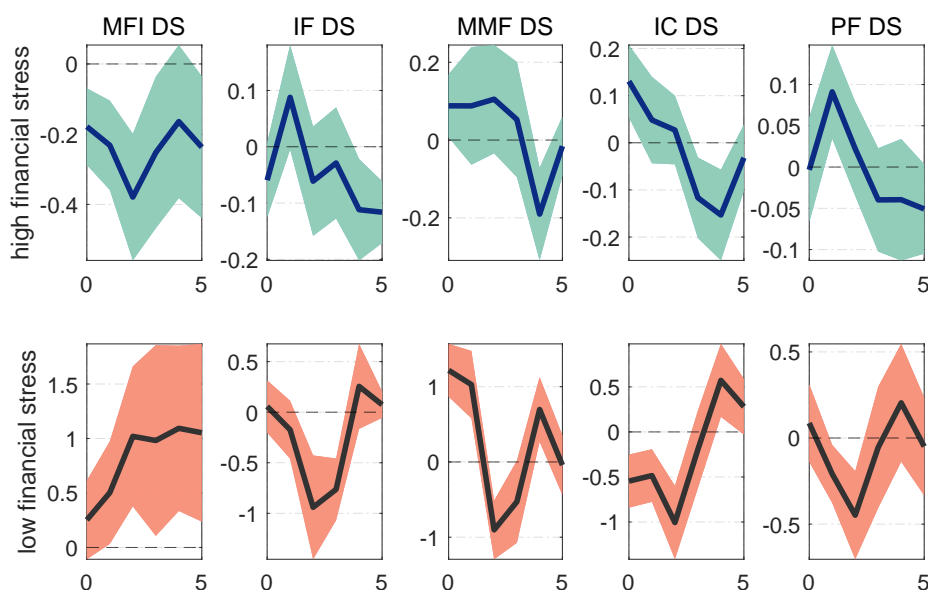 MFI DS IF DS MMF DS IC DS PF DS
high financial stress
0 -0.2 -0.4
0.1 0 -0.1 -0.2
0.2 0 -0.2
0.2 0.1 0 -0.1 -0.2
0.1 0.05 0 -0.05 -0.1
0 5 0 5 0 5 0 5 0 5
low financial stress
1.5 1 0.5 0
0.5 0 -0.5 -1
1 0 -1
0.5 0 -0.5 -1
0.5 0 -0.5
0 5 0 5 0 5 0 5 0 5